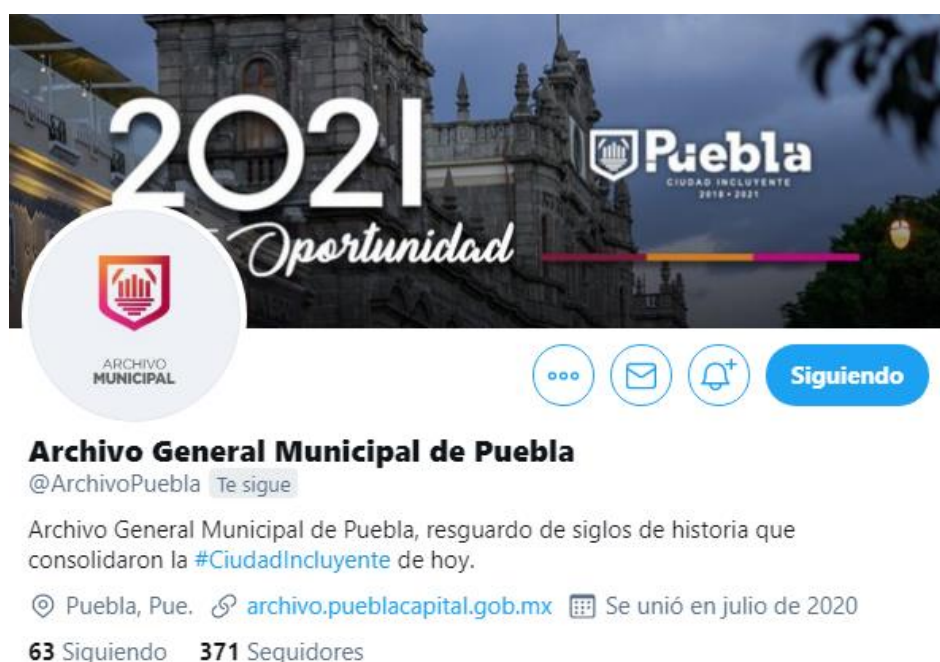 2021
Oportunidad
Puebla
CIUDAD INCLUYENTE
2018 • 2021
ARCHIVO
MUNICIPAL
Siguiendo
Archivo General Municipal de Puebla
@ArchivoPuebla Te sigue
Archivo General Municipal de Puebla, resguardo de siglos de historia que
consolidaron la #CiudadIncluyente de hoy.
Puebla, Pue. archivo.pueblacapital.gob.mx Se unió en julio de 2020
63 Siguiendo 371 Seguidores